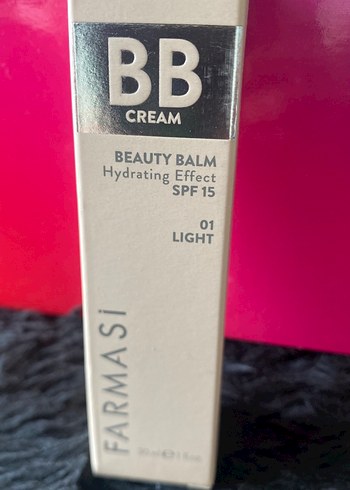 BB
CREAM
BEAUTY BALM
Hydrating Effect
SPF 15
01
LIGHT
FARMASi